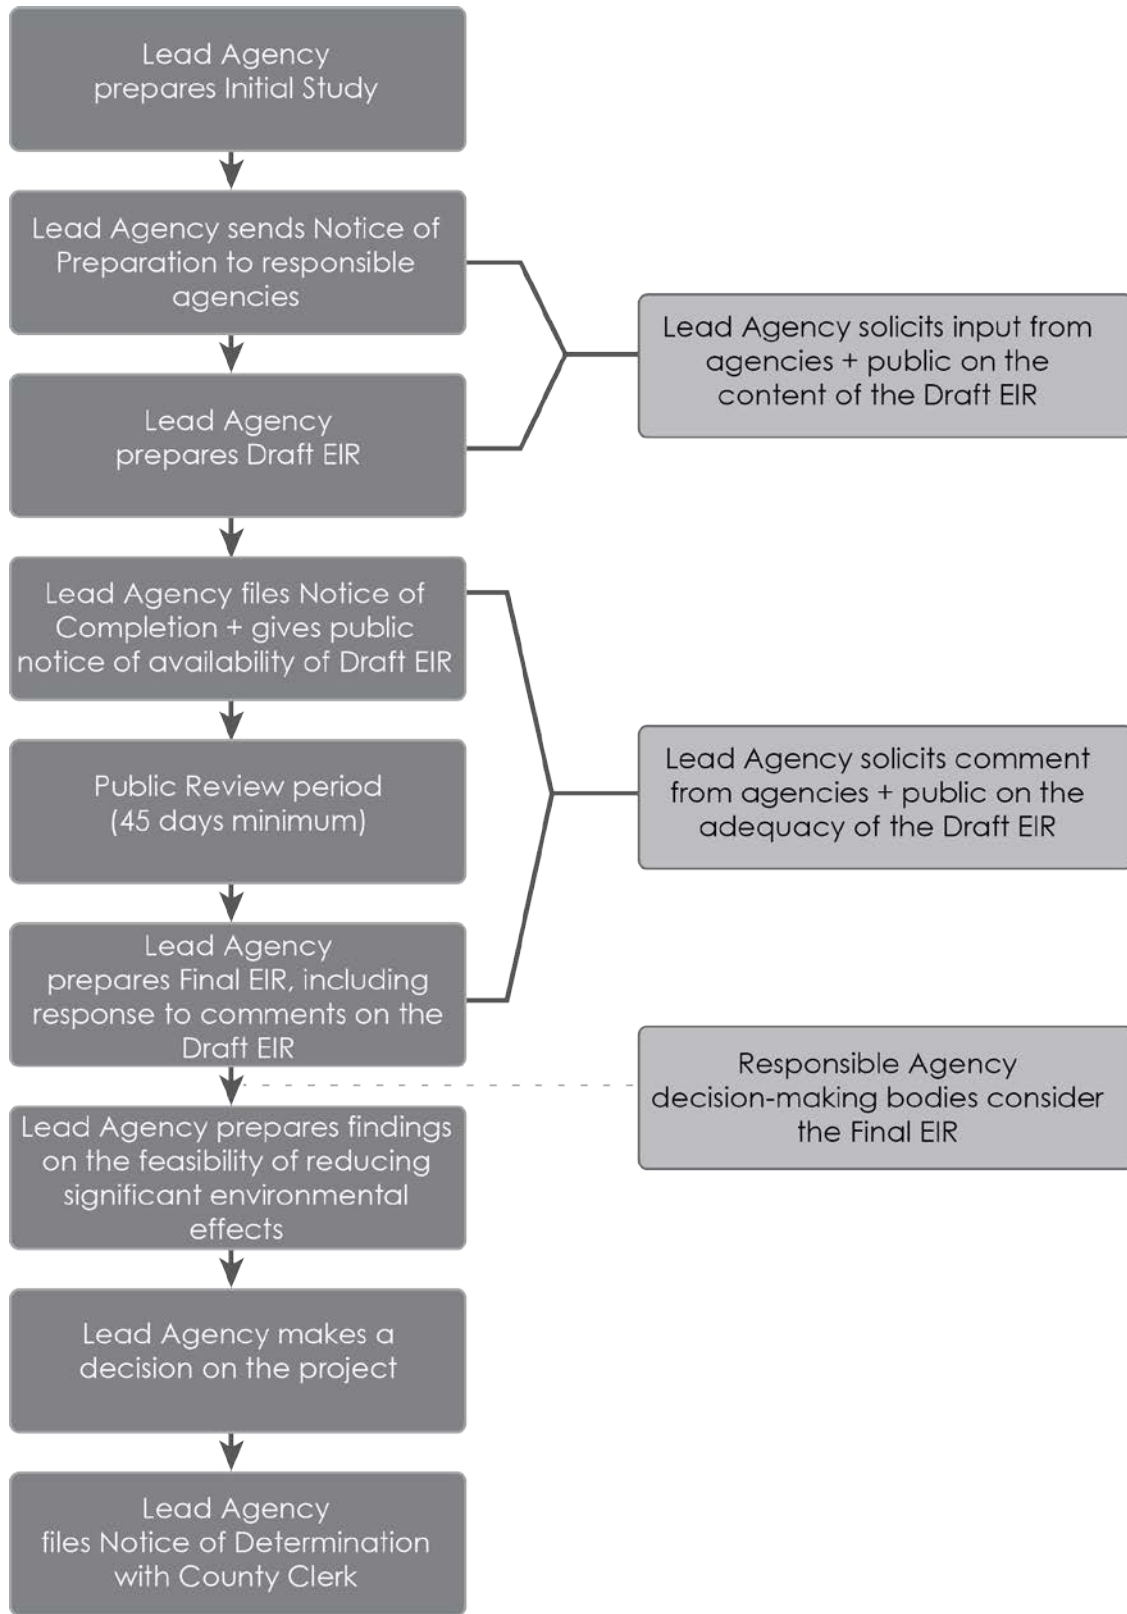 Lead Agency
prepares Initial Study
Lead Agency sends Notice of
Preparation to responsible
agencies
Lead Agency solicits input from
agencies + public on the
content of the Draft EIR
Lead Agency
prepares Draft EIR
Lead Agency files Notice of
Completion + gives public
notice of availability of Draft EIR
Public Review period
(45 days minimum)
Lead Agency solicits comment
from agencies + public on the
adequacy of the Draft EIR
Lead Agency
prepares Final EIR, including
response to comments on the
Draft EIR
Responsible Agency
decision-making bodies consider
the Final EIR
Lead Agency prepares findings
on the feasibility of reducing
significant environmental
effects
Lead Agency makes a
decision on the project
Lead Agency
files Notice of Determination
with County Clerk